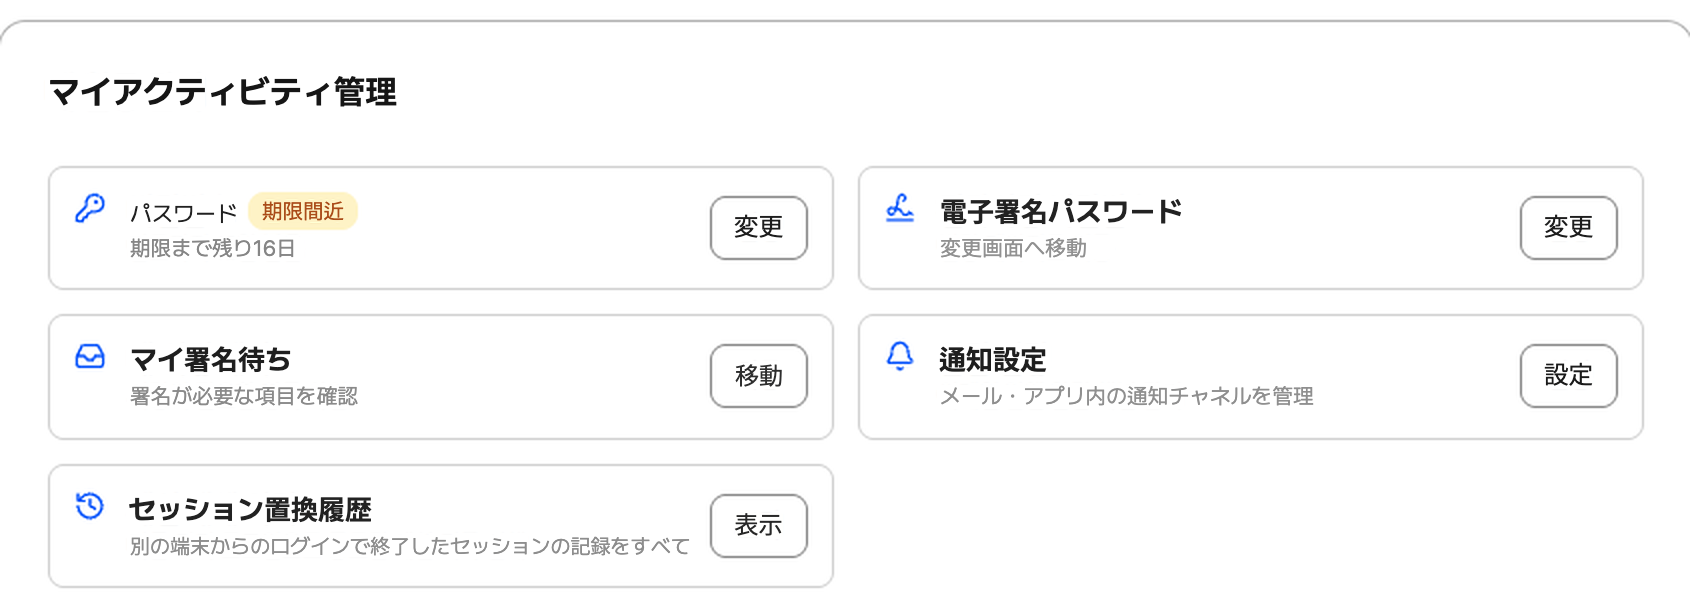 マイアクティビティ管理
パスワード 期限間近
期限まで残り16日
変更
電子署名パスワード
変更画面へ移動
変更
マイ署名待ち
署名が必要な項目を確認
移動
通知設定
メール・アプリ内の通知チャネルを管理
設定
セッション置換履歴
別の端末からのログインで終了したセッションの記録をすべて
表示